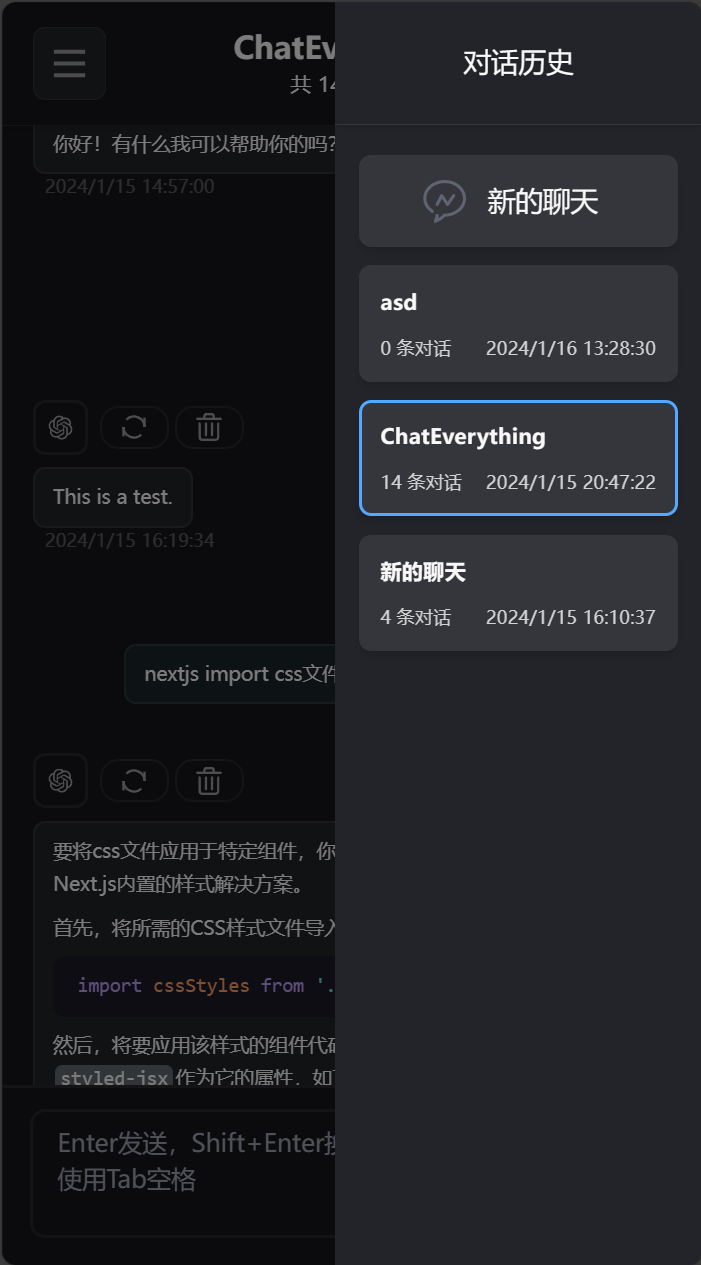 ChatEv
共 14
你好！有什么我可以帮助你的吗?
2024/1/15 14:57:00
This is a test.
2024/1/15 16:19:34
nextjs import css文件
要将css文件应用于特定组件，你
Next.js内置的样式解决方案。
首先，将所需的CSS样式文件导入
import cssStyles from '.
然后，将要应用该样式的组件代码
styled-jsx 作为它的属性，如下
Enter发送，Shift+Enter换
使用Tab空格
对话历史
新的聊天
asd
0 条对话 2024/1/16 13:28:30
ChatEverything
14 条对话 2024/1/15 20:47:22
新的聊天
4 条对话 2024/1/15 16:10:37